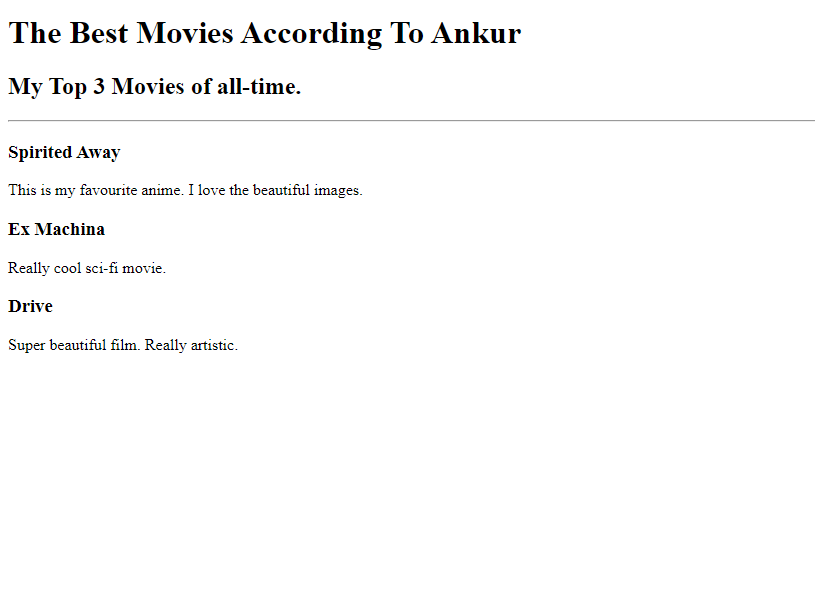 The Best Movies According To Ankur
My Top 3 Movies of all-time.
Spirited Away
This is my favourite anime. I love the beautiful images.
Ex Machina
Really cool sci-fi movie.
Drive
Super beautiful film. Really artistic.